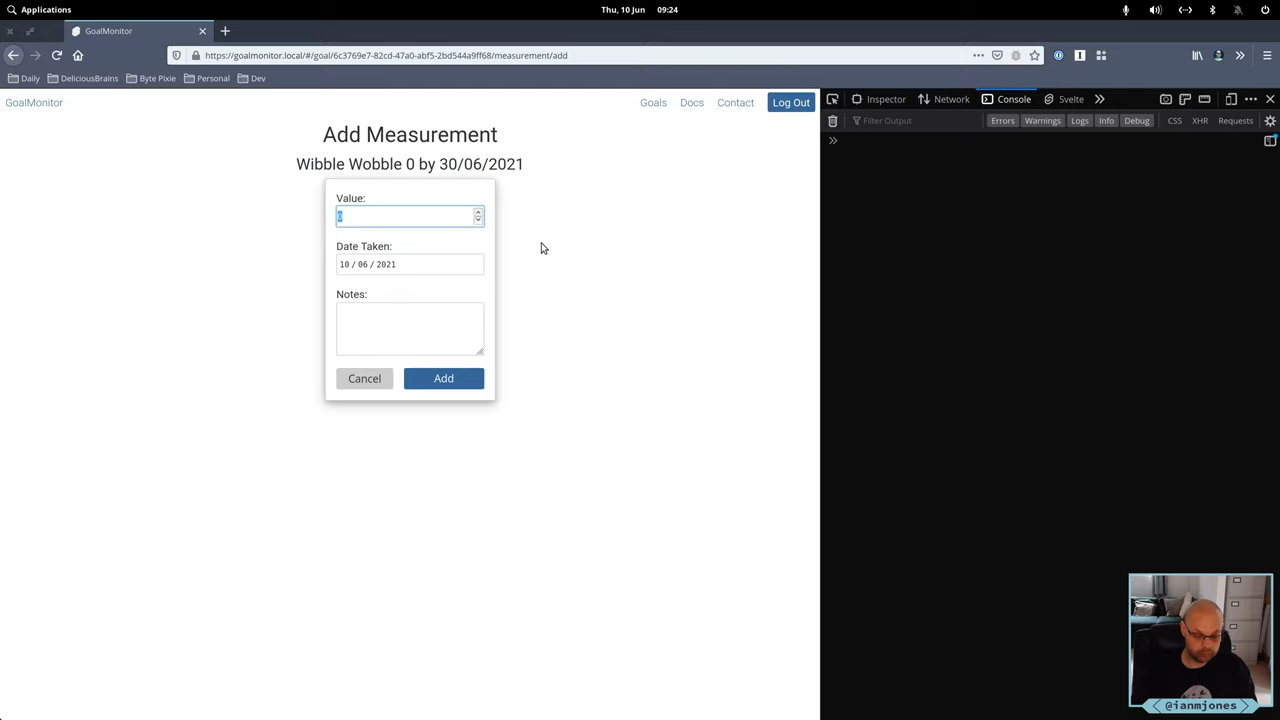 Applications
Thu, 10 Jun 09:24
GoalMonitor
https://goalmonitor.local/#/goal/6c3769e7-82cd-47a0-abf5-2bd544a9ff68/measurement/add
Daily DeliciousBrains Byte Pixie Personal Dev
GoalMonitor Goals Docs Contact Log Out
Inspector Network Console Svelte
Filter Output Errors Warnings Logs Info Debug CSS XHR Requests
Add Measurement
Wibble Wobble 0 by 30/06/2021
Value:
0
Date Taken:
10 / 06 / 2021
Notes:
Cancel Add
<@ianmjones>